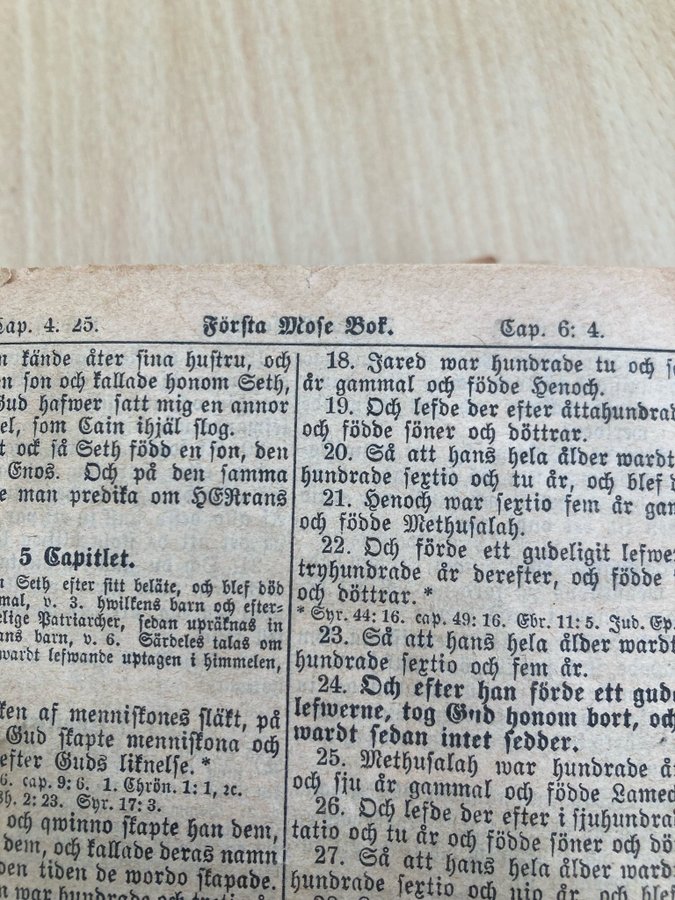 Cap. 4. 25.
Första Mose Bok.
Cap. 6: 4.
kände åter sina hustru, och
son och kallade honom Seth,
Gud hafwer satt mig en annor
som Cain ihjäl slog.
ock så Seth född en son, den
Enos. Och på den samma
man predika om HERrans
5 Capitlet.
Seth efter sitt beläte, och blef död
v. 3. hwilkens barn och efter-
Patriarcher, sedan upräknas in
barn, v. 6. Särdeles talas om
wardt lefwande uptagen i himmelen,
af menniskones slägt, på
Gud skapte menniskona och
efter Guds liknelse.*
6. cap. 9: 6. 1. Chrön. 1: 1, ꝛc.
2: 23. Syr. 17: 3.
och qwinno skapte han dem,
dem, och kallade deras namn
tiden de wordo skapade.
war hundrade och
18. Jared war hundrade tu och
år gammal och födde Henoch.
19. Och lefde der efter åttahundrad
och födde söner och döttrar.
20. Så att hans hela ålder wardt
hundrade sextio och tu år, och blef
21. Henoch war sextio fem år gam
och födde Methusalah.
22. Och förde ett gudeligit lefwe
tryhundrade år derefter, och födde
och döttrar.*
* Syr. 44: 16. cap. 49: 16. Ebr. 11: 5. Jud. Ep.
23. Så att hans hela ålder wardt
hundrade sextio och fem år.
24. Och efter han förde ett gude
lefwerne, tog Gud honom bort, och
wardt sedan intet sedder.
25. Methusalah war hundrade å
och sju år gammal och födde Lamec
26. Och lefde der efter i sjuhundra
tatio och tu år och födde söner och dö
27. Så att hans hela ålder wardt
hundrade sextio och nio år, och blef